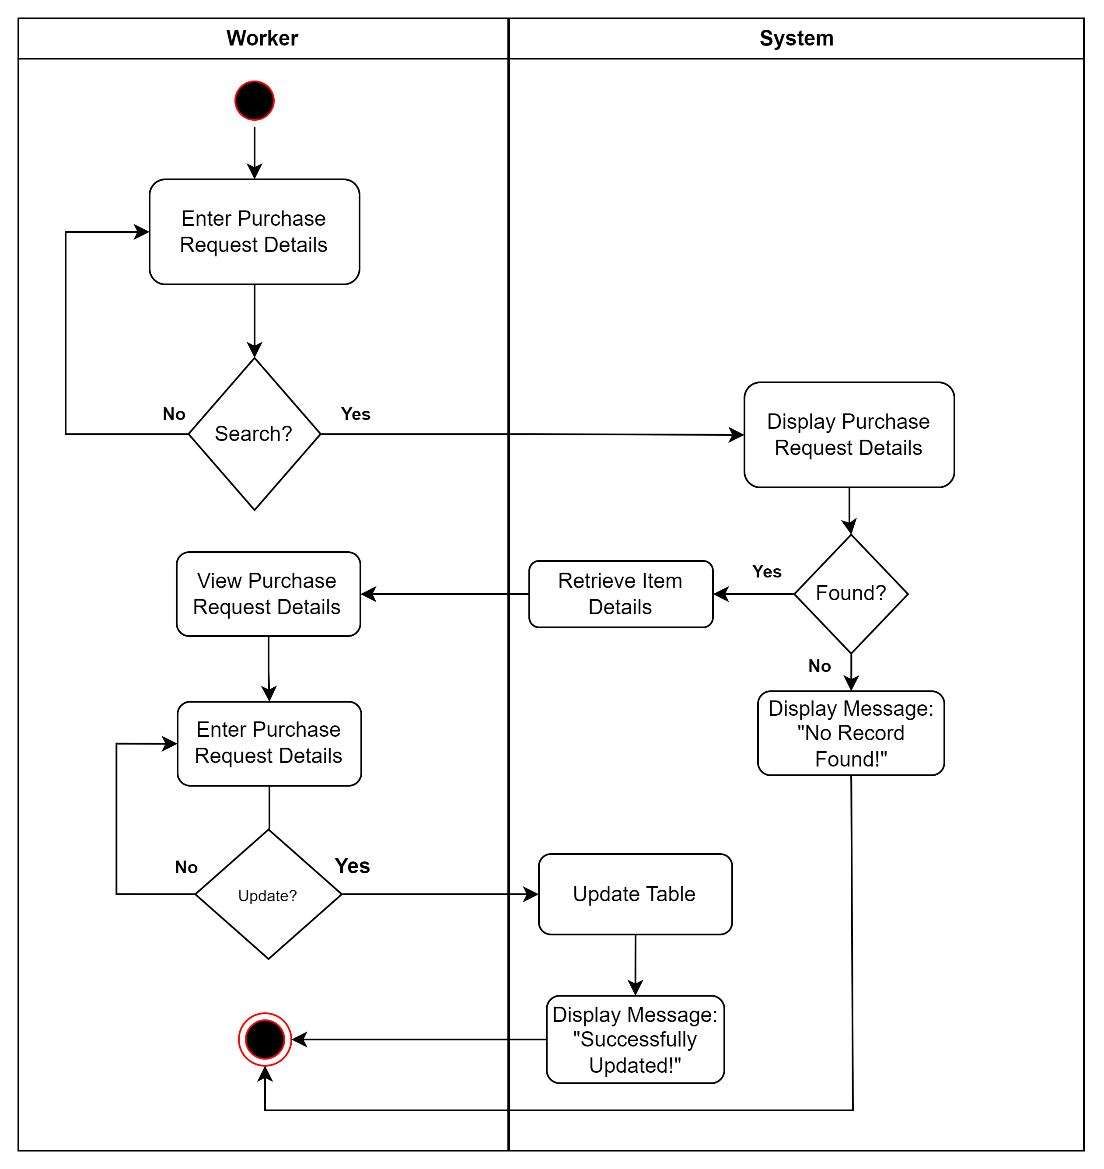 Worker
System
Enter Purchase
Request Details
No
Yes
Search?
Display Purchase
Request Details
View Purchase
Request Details
Retrieve Item
Details
Yes
Found?
No
Enter Purchase
Request Details
Display Message:
"No Record
Found!"
No
Yes
Update?
Update Table
Display Message:
"Successfully
Updated!"